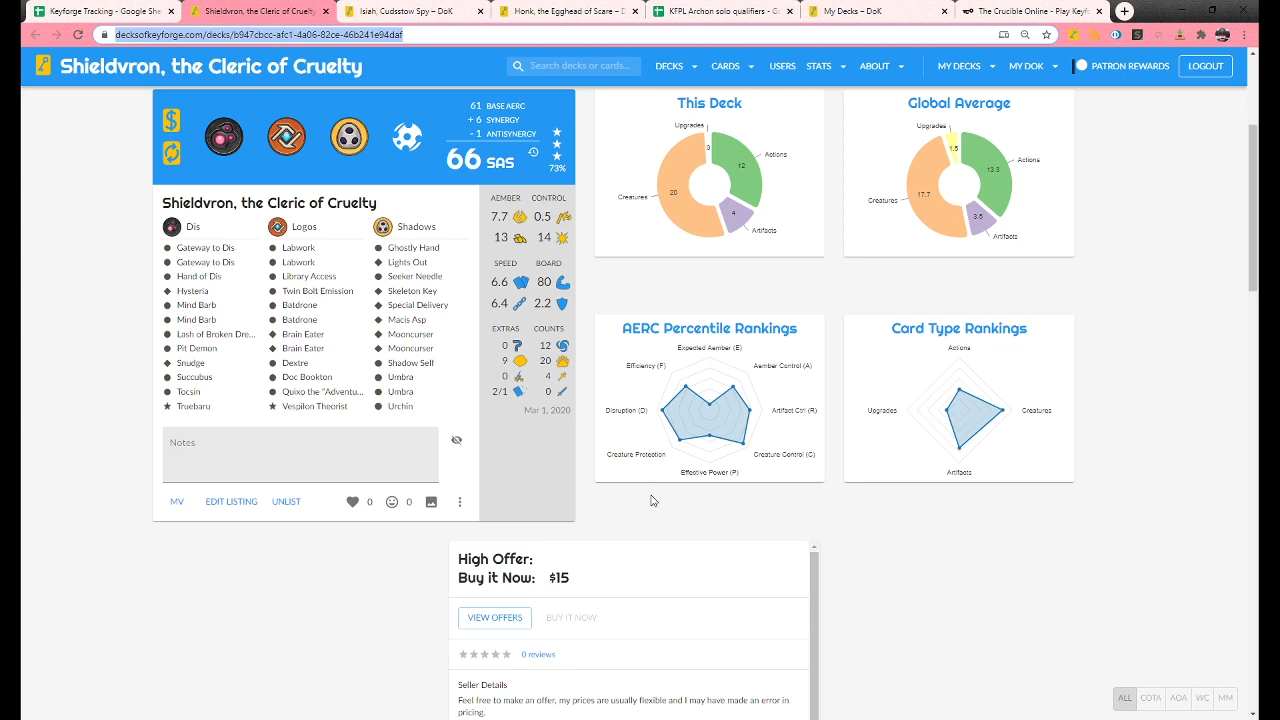 Keyforge Tracking - Google She
Shieldvron, the Cleric of Cruelty
Isiah, Cudsstow Spy – DoK
Honk, the Egghead of Scare – D
KFPL Archon solo qualifiers - G
My Decks – DoK
The Crucible Online - Play Keyf
decksofkeyforge.com/decks/b947cbcc-afc1-4a06-82ce-46b241e94daf
Shieldvron, the Cleric of Cruelty
Search decks or cards...
DECKS
CARDS
USERS
STATS
ABOUT
MY DECKS
MY DOK
PATRON REWARDS
LOGOUT
61 BASE AERC
+ 6 SYNERGY
- 1 ANTISYNERGY
66 SAS
73%
Shieldvron, the Cleric of Cruelty
Dis
Gateway to Dis
Gateway to Dis
Hand of Dis
Hysteria
Mind Barb
Mind Barb
Lash of Broken Dre...
Pit Demon
Snudge
Succubus
Tocsin
Truebaru
Logos
Labwork
Labwork
Library Access
Twin Bolt Emission
Batdrone
Batdrone
Brain Eater
Brain Eater
Dextre
Doc Bookton
Quixo the "Adventu...
Vespilon Theorist
Shadows
Ghostly Hand
Lights Out
Seeker Needle
Skeleton Key
Special Delivery
Macis Asp
Mooncurser
Mooncurser
Shadow Self
Umbra
Umbra
Urchin
AEMBER CONTROL
7.7 0.5
13 14
SPEED BOARD
6.6 80
6.4 2.2
EXTRAS COUNTS
0 12
9 20
0 4
2/1 0
Mar 1, 2020
Notes
MV
EDIT LISTING
UNLIST
0
0
This Deck
Upgrades
0
Actions
12
Creatures
20
4
Artifacts
Global Average
Upgrades
1.5
Actions
13.3
Creatures
17.7
3.5
Artifacts
AERC Percentile Rankings
Expected Aember (E)
Efficiency (F)
Aember Control (A)
Disruption (D)
Artifact Ctrl (R)
Creature Protection
Creature Control (C)
Effective Power (P)
Card Type Rankings
Actions
Upgrades
Creatures
Artifacts
High Offer:
Buy it Now: $15
VIEW OFFERS
BUY IT NOW
0 reviews
Seller Details
Feel free to make an offer, my prices are usually flexible and I may have made an error in
pricing.
ALL
COTA
AOA
WC
MM